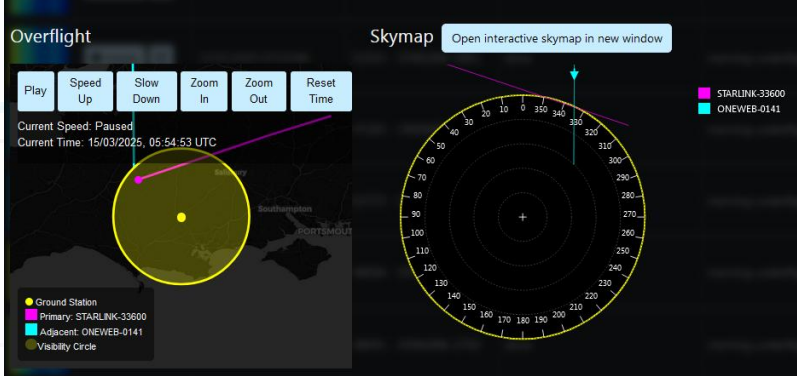 Overflight
Skymap
Open interactive skymap in new window
Play
Speed Up
Slow Down
Zoom In
Zoom Out
Reset Time
Current Speed: Paused
Current Time: 15/03/2025, 05:54:53 UTC
Southampton
PORTSMOU
Ground Station
Primary: STARLINK-33600
Adjacent: ONEWEB-0141
Visibility Circle
0
350
340
330
320
310
300
290
280
270
260
250
240
230
220
210
200
190
180
170
160
150
140
130
120
110
100
90
80
70
60
50
40
30
20
10
STARLINK-33600
ONEWEB-0141